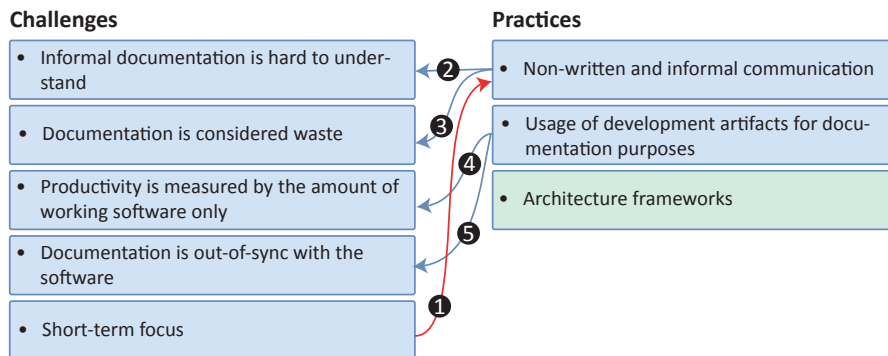 Challenges
• Informal documentation is hard to under-
stand
• Documentation is considered waste
• Productivity is measured by the amount of
working software only
• Documentation is out-of-sync with the
software
• Short-term focus
Practices
• Non-written and informal communication
• Usage of development artifacts for docu-
mentation purposes
• Architecture frameworks
2
3
4
5
1